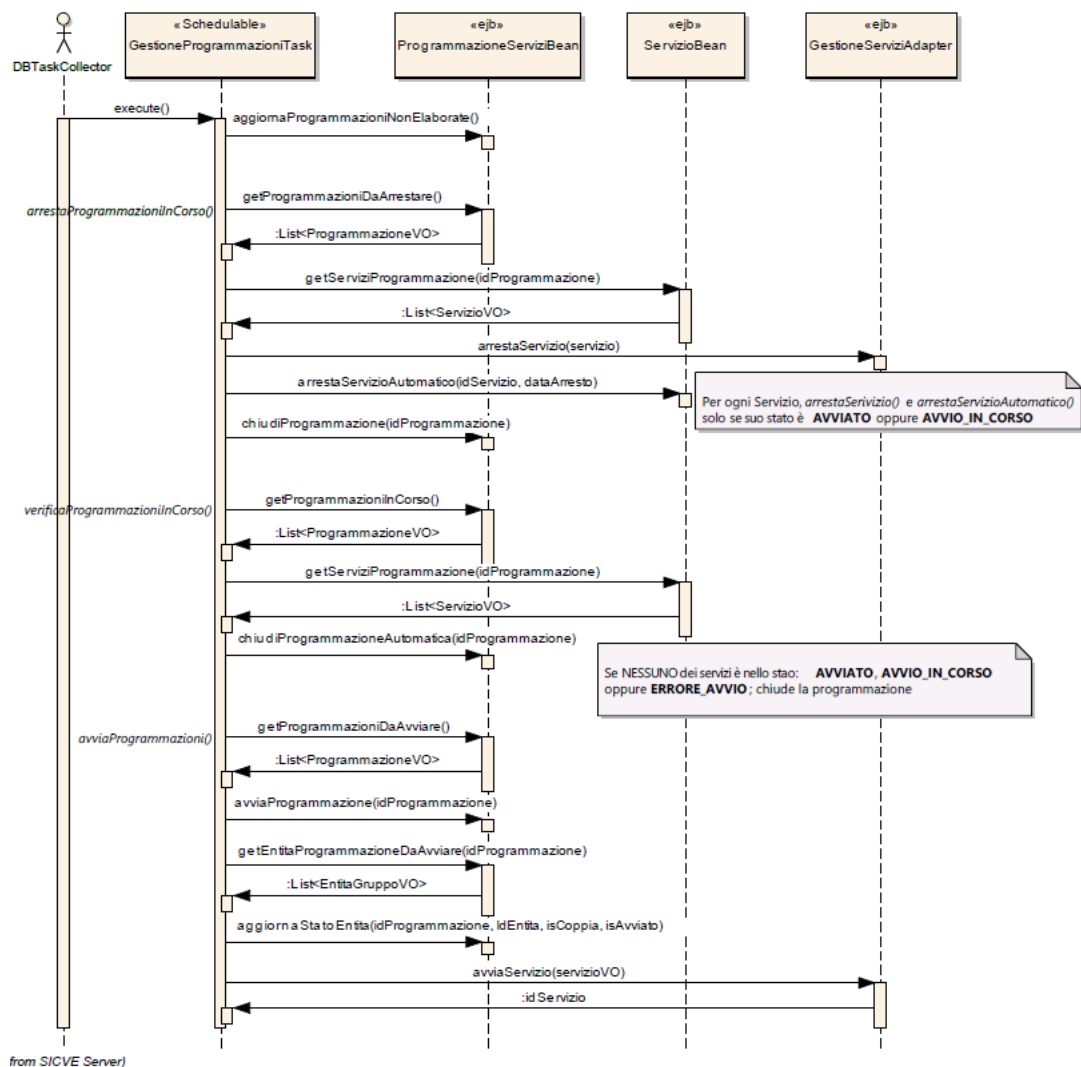 « Schedulable»
GestioneProgrammazioniTask
«ejb»
ProgrammazioneServiziBean
«ejb»
ServizioBean
«ejb»
GestioneServiziAdapter
DBTaskCollector
execute()
aggiornaProgrammazioniNonElaborate()
getProgrammazioniDaArrestare()
arrestaProgrammazioniInCorso()
:List<ProgrammazioneVO>
getServiziProgrammazione(idProgrammazione)
:List<ServizioVO>
arrestaServizio(servizio)
arrestaServizioAutomatico(idServizio, dataArresto)
Per ogni Servizio, arrestaSerivizio() e arrestaServizioAutomatico()
solo se suo stato è AVVIATO oppure AVVIO_IN_CORSO
chiudiProgrammazione(idProgrammazione)
getProgrammazioniInCorso()
verificaProgrammazioniInCorso()
:List<ProgrammazioneVO>
getServiziProgrammazione(idProgrammazione)
:List<ServizioVO>
chiudiProgrammazioneAutomatica(idProgrammazione)
Se NESSUNO dei servizi è nello stao: AVVIATO, AVVIO_IN_CORSO
oppure ERRORE_AVVIO; chiude la programmazione
getProgrammazioniDaAvviare()
avviaProgrammazioni()
:List<ProgrammazioneVO>
avviaProgrammazione(idProgrammazione)
getEntitaProgrammazioneDaAvviare(idProgrammazione)
:List<EntitaGruppoVO>
aggiornaStatoEntita(idProgrammazione, IdEntita, isCoppia, isAvviato)
avviaServizio(servizioVO)
:idServizio
from SICVE Server)